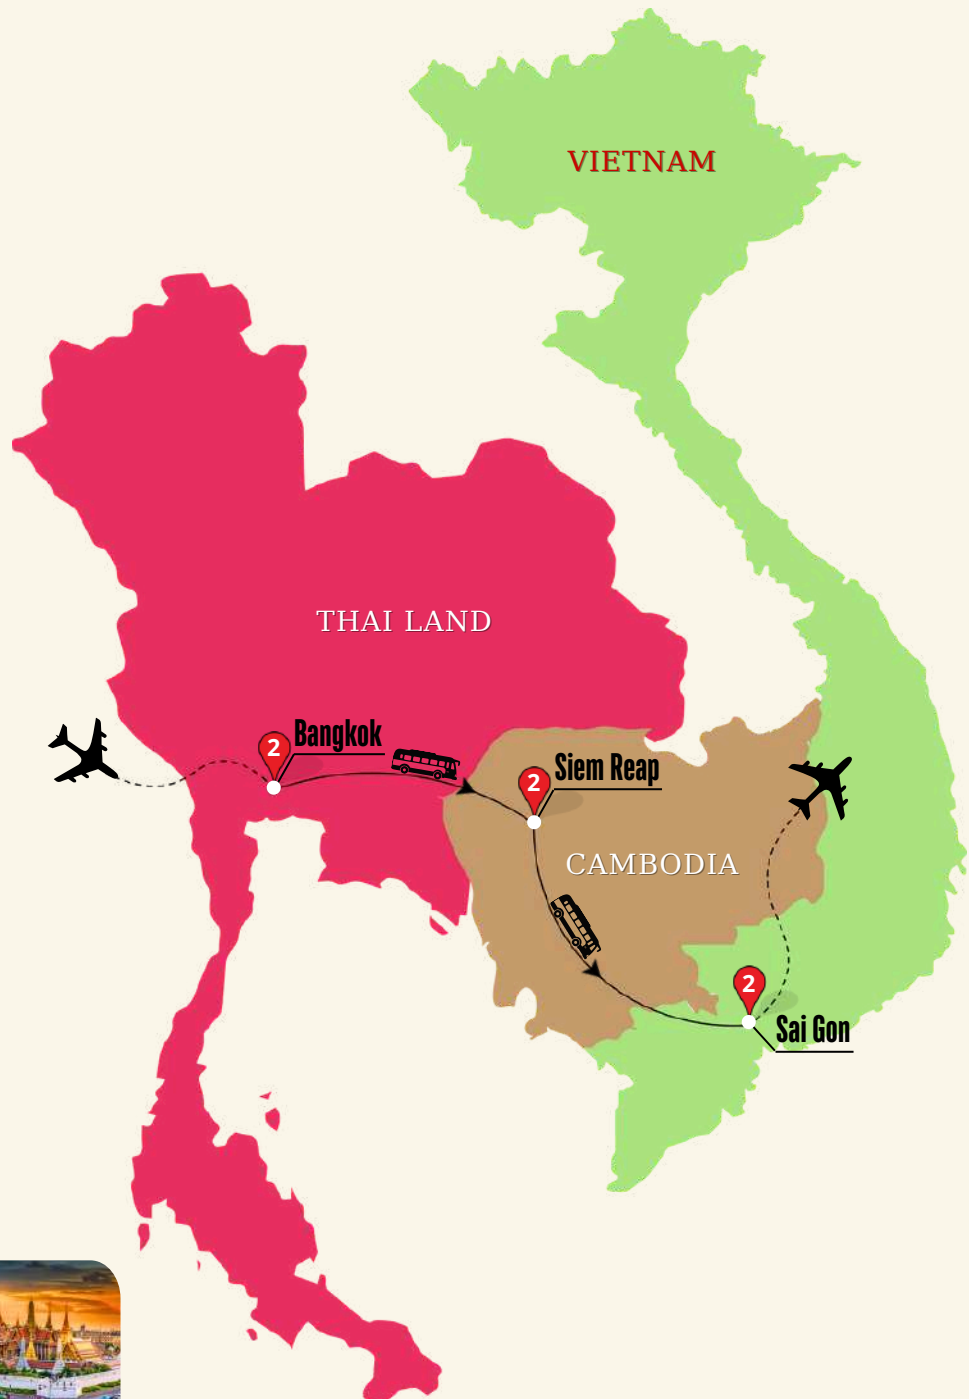 VIETNAM
THAI LAND
2
Bangkok
2
Siem Reap
CAMBODIA
2
Sai Gon